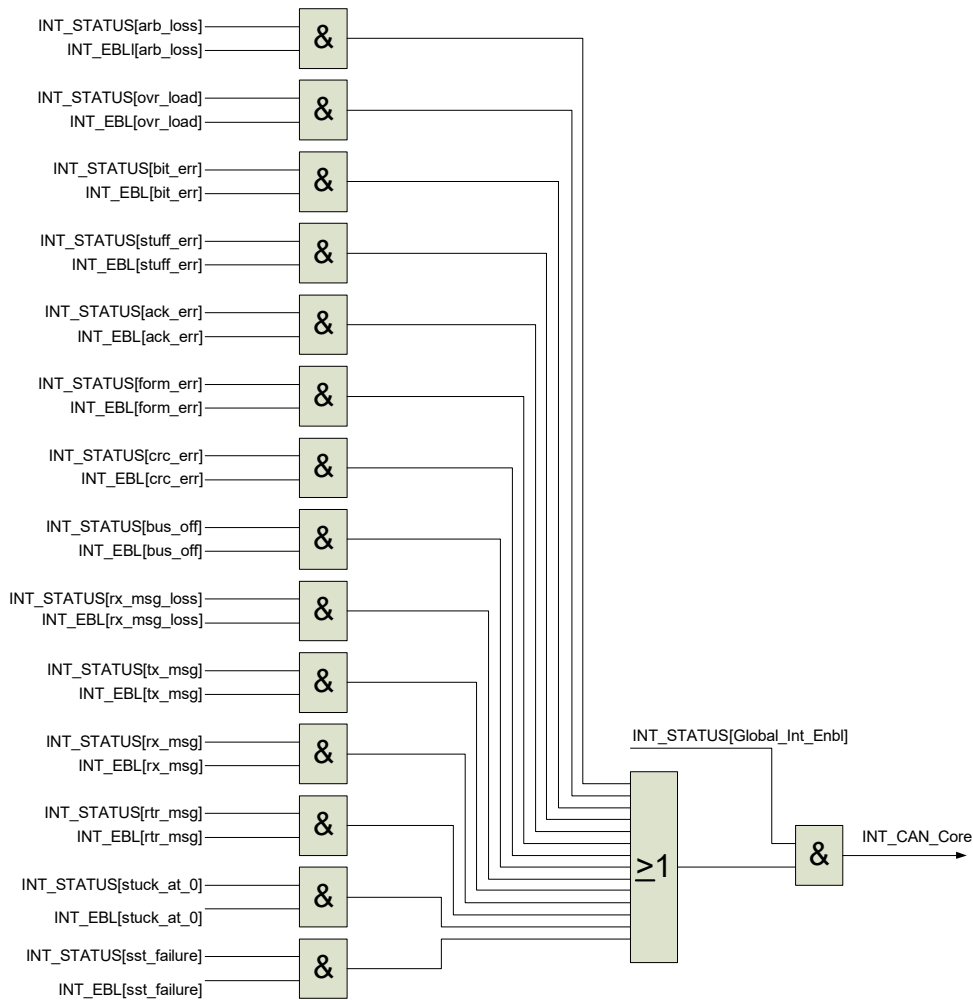 INT_STATUS[arb_loss]
INT_EBLI[arb_loss]
&
INT_STATUS[ovr_load]
INT_EBL[ovr_load]
&
INT_STATUS[bit_err]
INT_EBL[bit_err]
&
INT_STATUS[stuff_err]
INT_EBL[stuff_err]
&
INT_STATUS[ack_err]
INT_EBL[ack_err]
&
INT_STATUS[form_err]
INT_EBL[form_err]
&
INT_STATUS[crc_err]
INT_EBL[crc_err]
&
INT_STATUS[bus_off]
INT_EBL[bus_off]
&
INT_STATUS[rx_msg_loss]
INT_EBL[rx_msg_loss]
&
INT_STATUS[tx_msg]
INT_EBL[tx_msg]
&
INT_STATUS[rx_msg]
INT_EBL[rx_msg]
&
INT_STATUS[rtr_msg]
INT_EBL[rtr_msg]
&
INT_STATUS[stuck_at_0]
INT_EBL[stuck_at_0]
&
INT_STATUS[sst_failure]
INT_EBL[sst_failure]
&
INT_STATUS[Global_Int_Enbl]
≥1
&
INT_CAN_Core